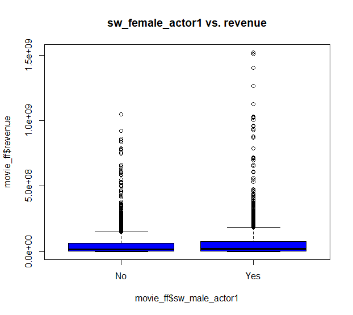 sw_female_actor1 vs. revenue
movie_ff$revenue
1.5e+09
1.0e+09
5.0e+08
0.0e+00
No Yes
movie_ff$sw_male_actor1